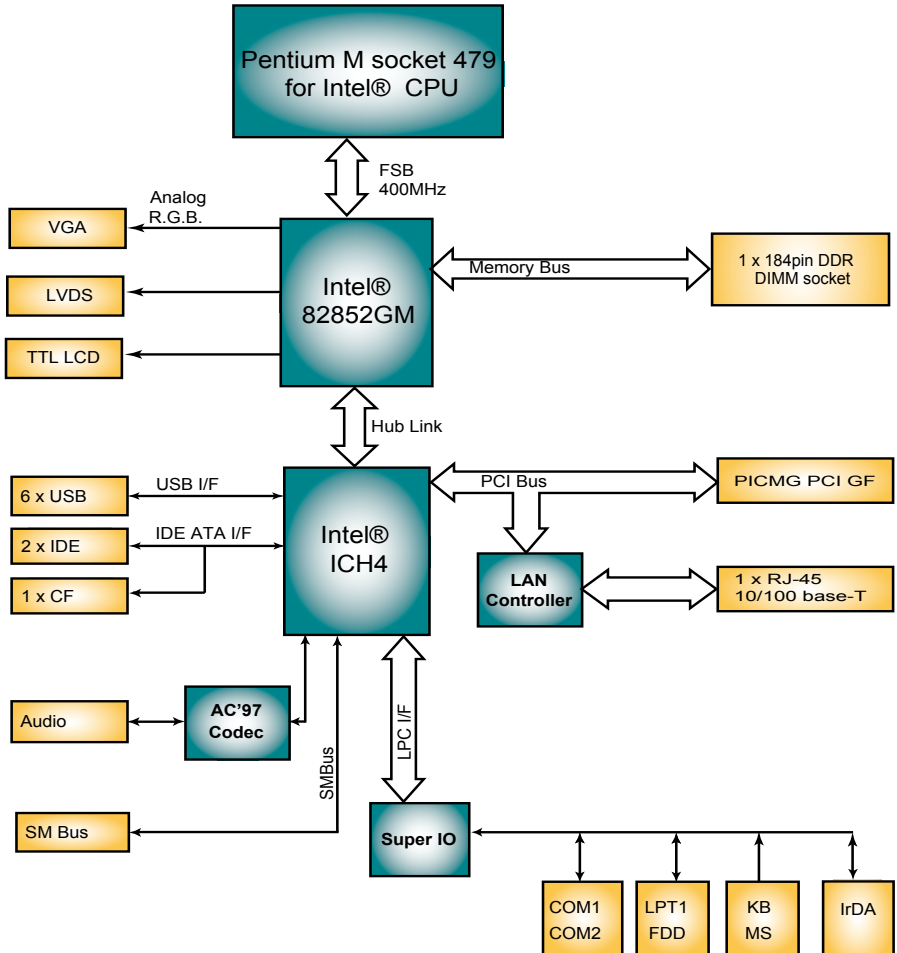 Pentium M socket 479
for Intel® CPU
FSB
400MHz
Analog
R.G.B.
VGA
LVDS
TTL LCD
Intel®
82852GM
Memory Bus
1 x 184pin DDR
DIMM socket
Hub Link
6 x USB
USB I/F
2 x IDE
IDE ATA I/F
1 x CF
Intel®
ICH4
PCI Bus
PICMG PCI GF
LAN
Controller
1 x RJ-45
10/100 base-T
Audio
AC'97
Codec
SMBus
LPC I/F
SM Bus
Super IO
COM1
COM2
LPT1
FDD
KB
MS
IrDA